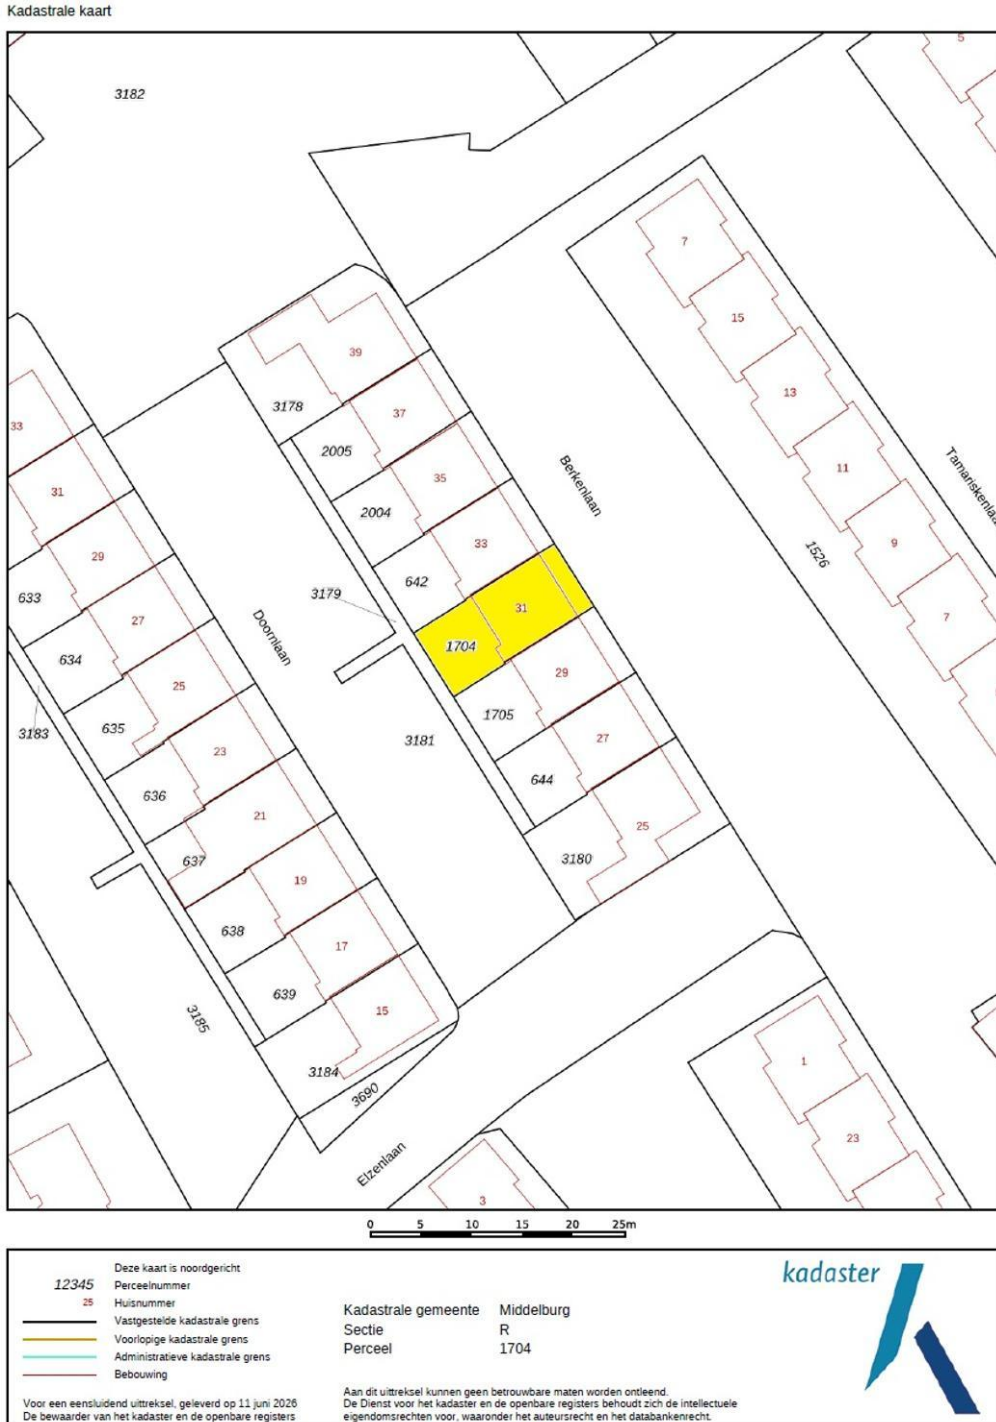 Kadastrale kaart
3182
5
7
15
13
11
9
7
1526
Tamariskenlaa
Berkenlaan
39
3178
37
2005
35
2004
33
642
31
1704
3179
29
1705
27
644
25
3180
3181
Doornlaan
33
31
29
633
27
634
25
635
3183
23
636
21
637
19
638
17
639
15
3184
3185
3690
Elzenlaan
3
1
23
0 5 10 15 20 25m
Deze kaart is noordgericht
12345 Perceelnummer
25 Huisnummer
Vastgestelde kadastrale grens
Voorlopige kadastrale grens
Administratieve kadastrale grens
Bebouwing
Voor een eensluidend uittreksel, geleverd op 11 juni 2026
De bewaarder van het kadaster en de openbare registers
Kadastrale gemeente Middelburg
Sectie R
Perceel 1704
Aan dit uittreksel kunnen geen betrouwbare maten worden ontleend.
De Dienst voor het kadaster en de openbare registers behoudt zich de intellectuele
eigendomsrechten voor, waaronder het auteursrecht en het databankenrecht.
kadaster